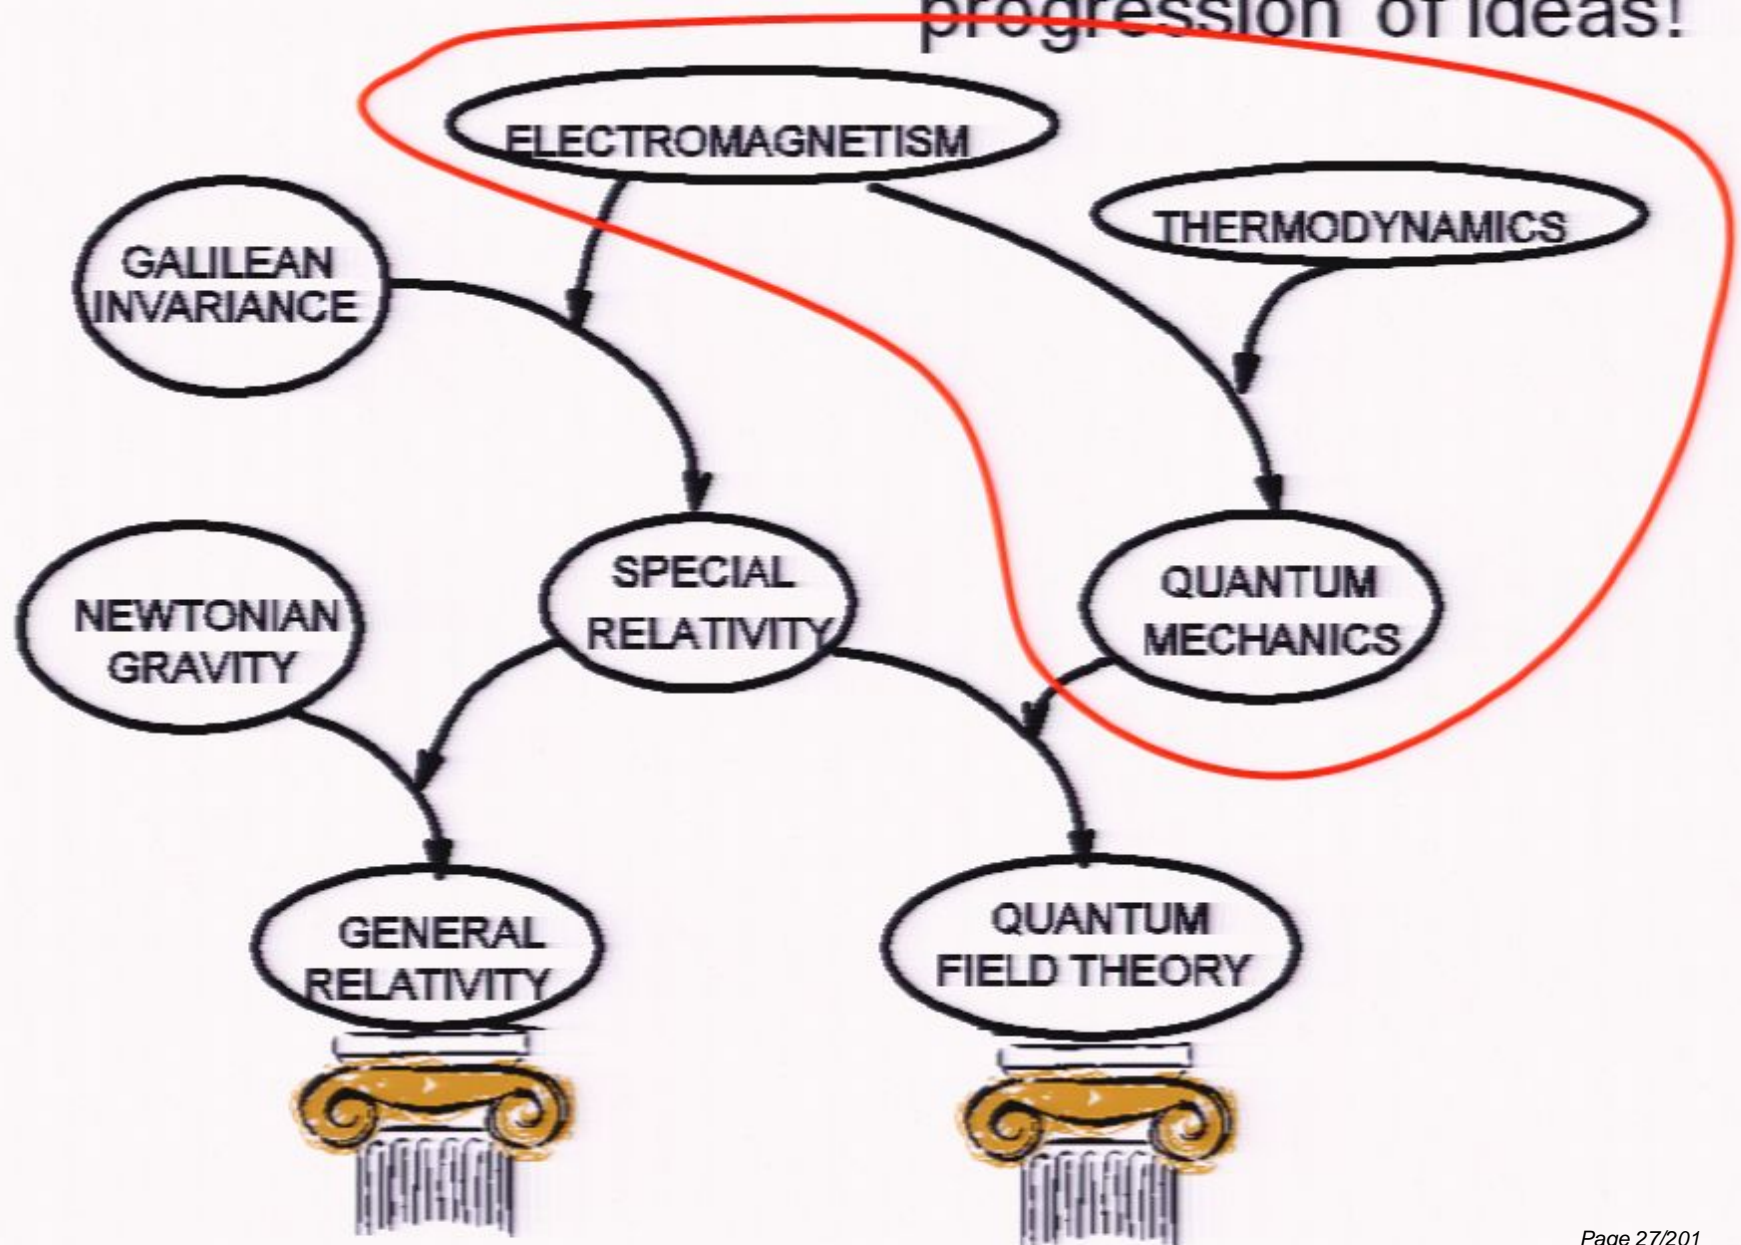 progression of ideas!
ELECTROMAGNETISM
THERMODYNAMICS
GALILEAN
INVARIANCE
SPECIAL
RELATIVITY
QUANTUM
MECHANICS
NEWTONIAN
GRAVITY
GENERAL
RELATIVITY
QUANTUM
FIELD THEORY
Page 27/201